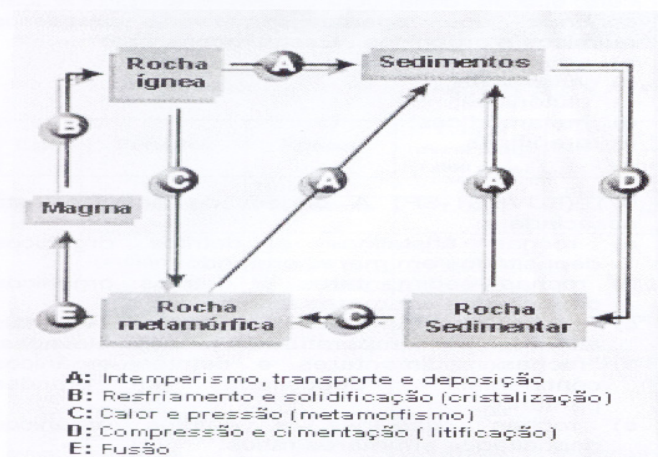 Rocha ígnea
A
Sedimentos
B
C
A
A
D
Magma
E
Rocha metamórfica
C
Rocha Sedimentar
A: Intemperismo, transporte e deposição
B: Resfriamento e solidificação (cristalização)
C: Calor e pressão (metamorfismo)
D: Compressão e cimentação ( litificação)
E: Fusão